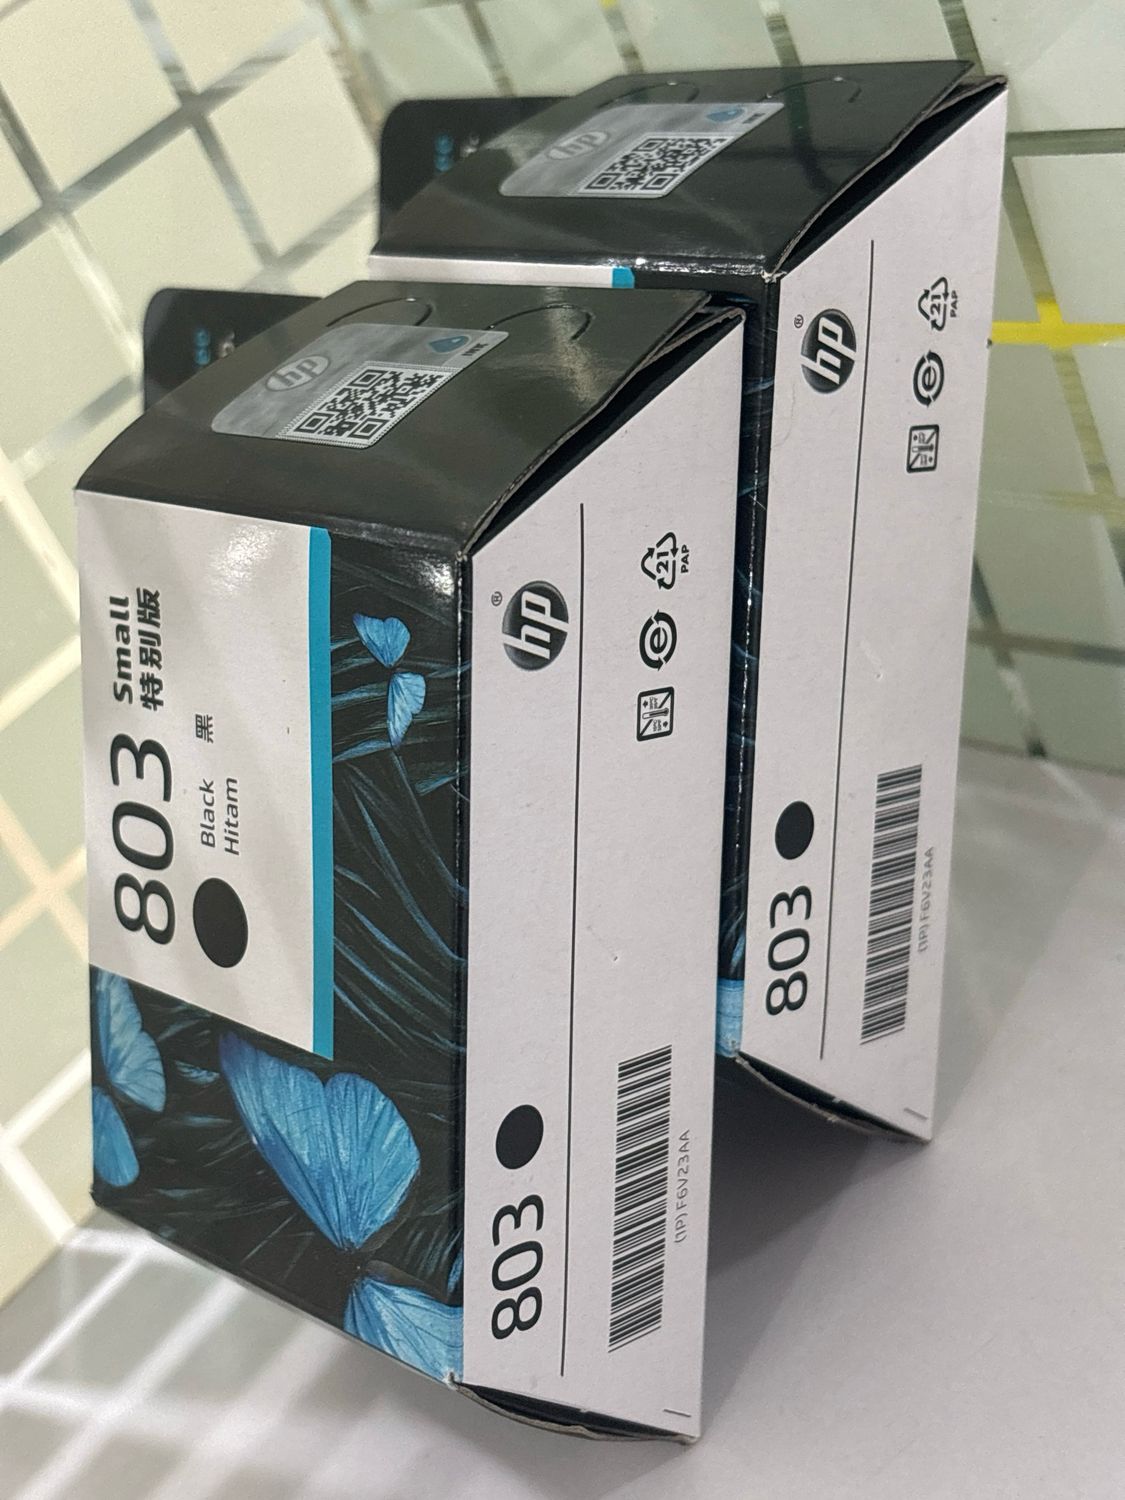 hp
803 Small
特别版
Black 黑
Hitam
803
hp®
21
PAP
e
(1P) F6V23AA
hp
803
hp®
21
PAP
e
(1P) F6V23AA